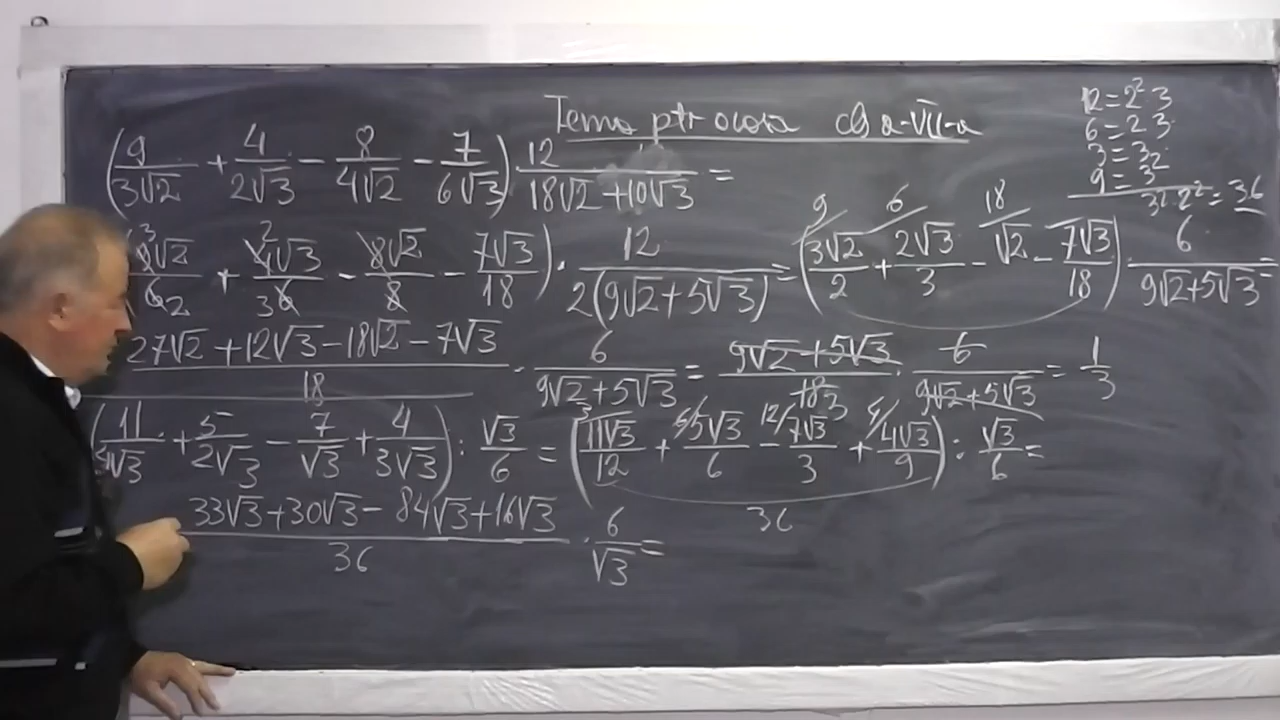 Tema ptr acasa cls a-VII-a
12 = 2² 3
6 = 2 3
3 = 3
9 = 3²
3² · 2² = 36
(9/3√2 + 4/2√3 − 8/4√2 − 7/6√3) · 12/(18√2 + 10√3) =
(9√2/6 + 4√3/6 − 8√2/8 − 7√3/18) · 12/2(9√2 + 5√3) = (3√2/2 + 2√3/3 − √2 − 7√3/18) · 6/(9√2 + 5√3) =
(27√2 + 12√3 − 18√2 − 7√3)/18 · 6/(9√2 + 5√3) = (9√2 + 5√3)/18 · 6/(9√2 + 5√3) = 1/3
(11/4√3 + 5/2√3 − 7/√3 + 4/3√3) : √3/6 = (11√3/12 + 5√3/6 − 7√3/3 + 4√3/9) : √3/6 =
36
(33√3 + 30√3 − 84√3 + 16√3)/36 · 6/√3 =